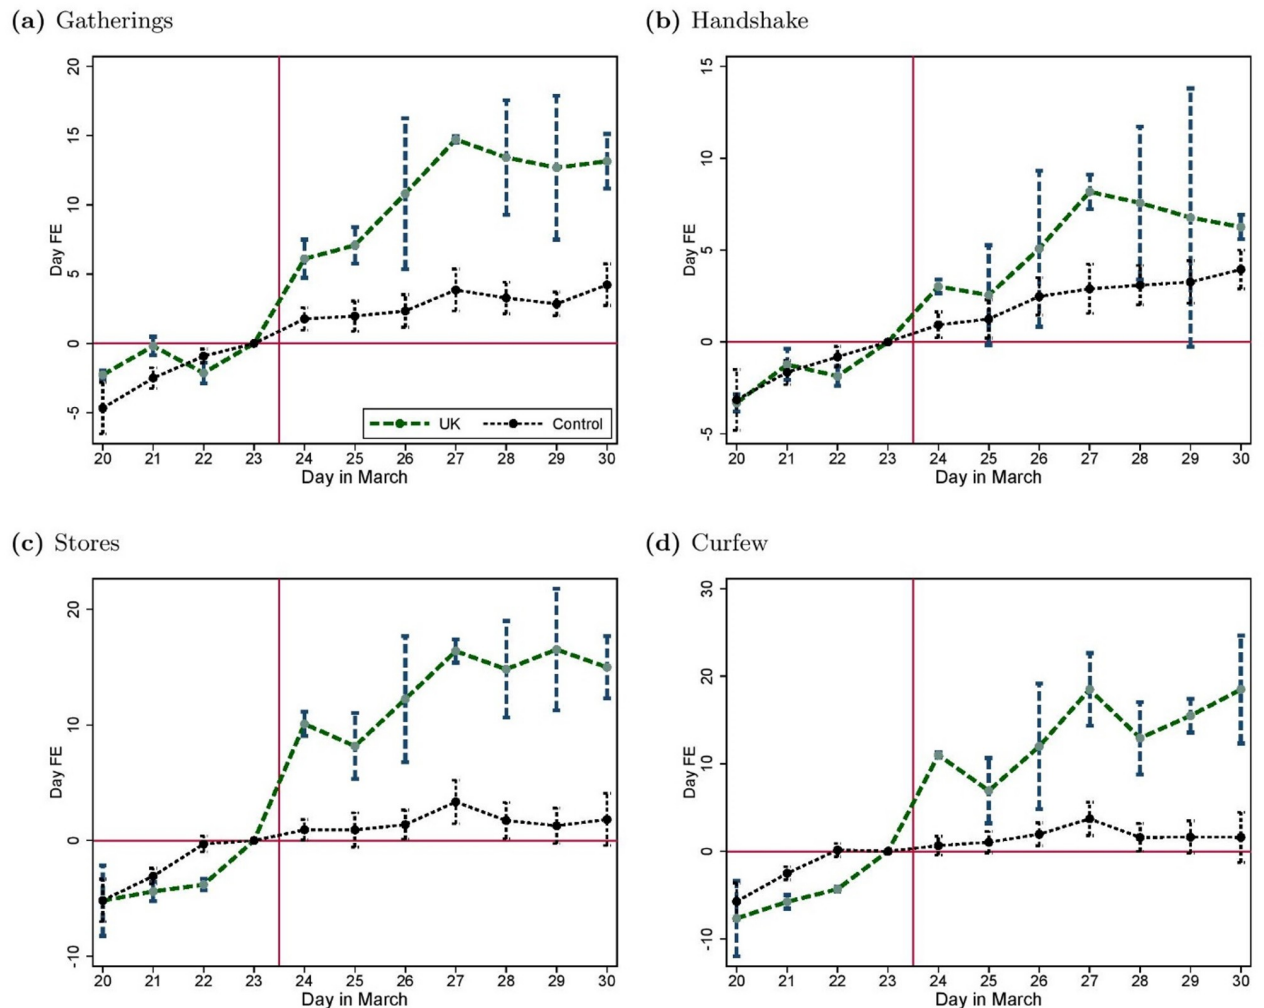 (a) Gatherings
20
15
10
5
0
-5
Day FE
20 21 22 23 24 25 26 27 28 29 30
Day in March
UK Control
(b) Handshake
15
10
5
0
-5
Day FE
20 21 22 23 24 25 26 27 28 29 30
Day in March
(c) Stores
20
10
0
-10
Day FE
20 21 22 23 24 25 26 27 28 29 30
Day in March
(d) Curfew
30
20
10
0
-10
Day FE
20 21 22 23 24 25 26 27 28 29 30
Day in March